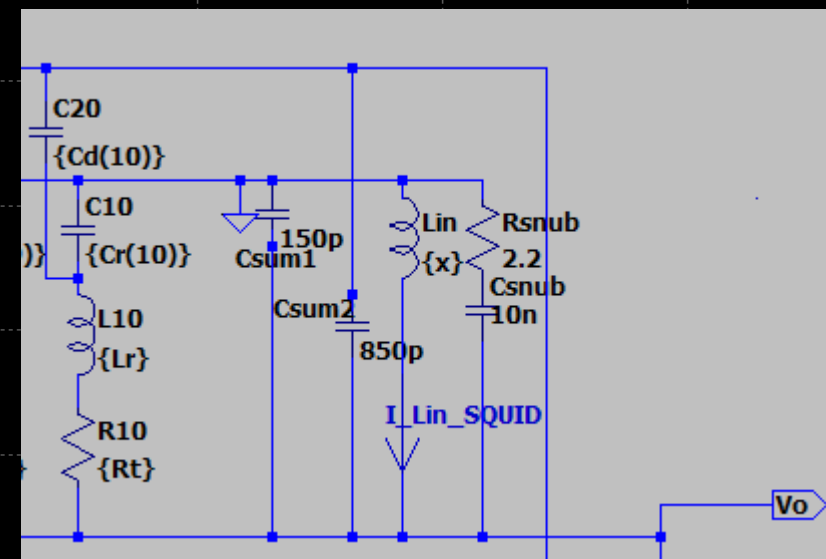 C20
{Cd(10)}
C10
)}
{Cr(10)}
150p
Csum1
Lin
{x}
Rsnub
2.2
Csnub
10n
Csum2
850p
L10
{Lr}
I_Lin_SQUID
R10
}
{Rt}
Vo